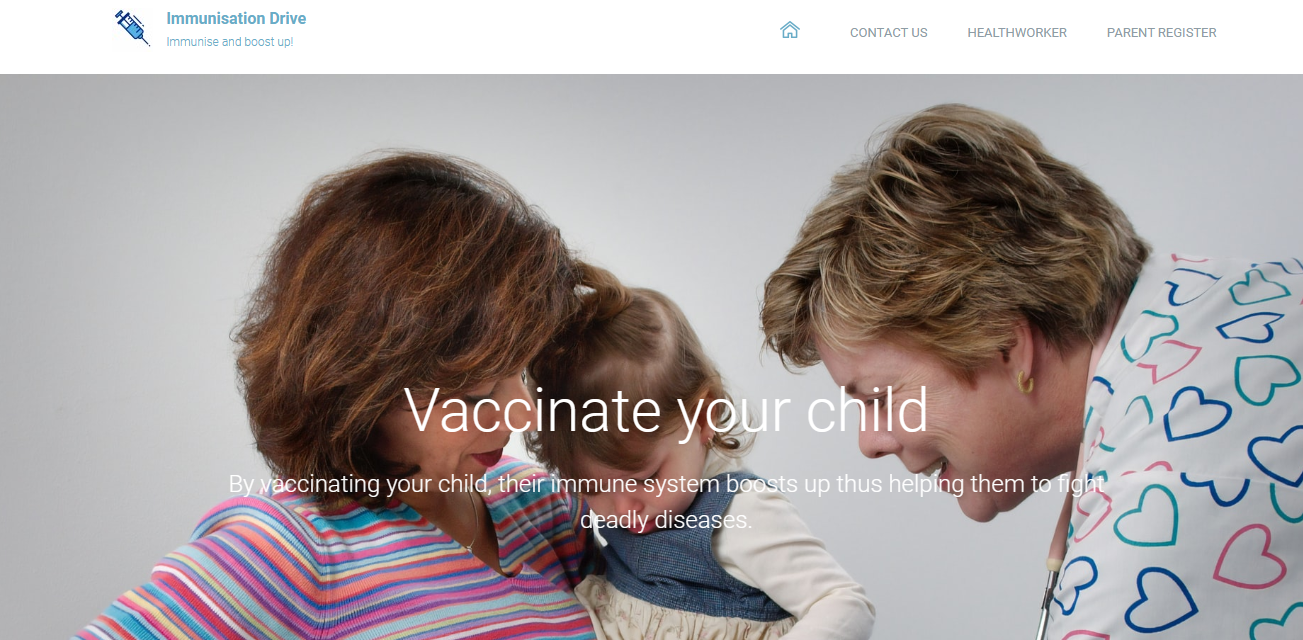 Immunisation Drive
Immunise and boost up!
CONTACT US
HEALTHWORKER
PARENT REGISTER
Vaccinate your child
By vaccinating your child, their immune system boosts up thus helping them to fight
deadly diseases.